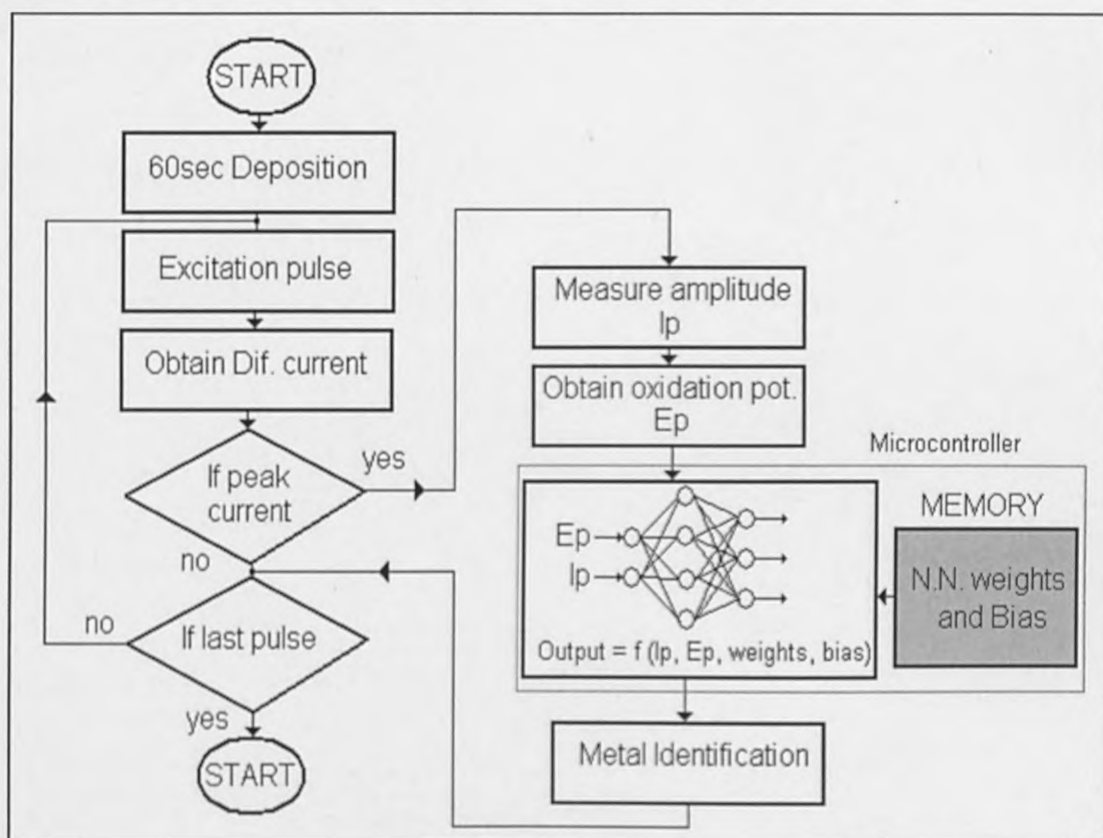 START
60sec Deposition
Excitation pulse
Obtain Dif. current
If peak
current
yes
no
If last pulse
no
yes
START
Measure amplitude
Ip
Obtain oxidation pot.
Ep
Microcontroller
MEMORY
N.N. weights
and Bias
Ep
Ip
Output = f (Ip, Ep, weights, bias)
Metal Identification